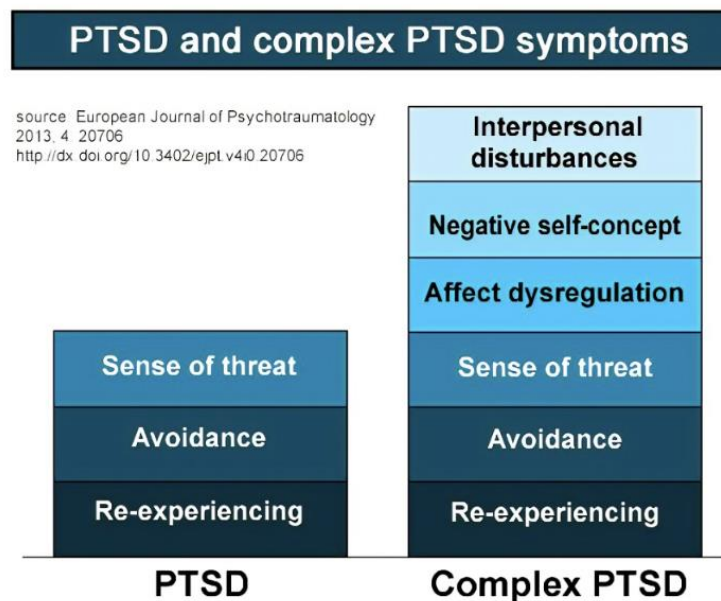 PTSD and complex PTSD symptoms
source European Journal of Psychotraumatology
2013, 4 20706
http://dx doi.org/10.3402/ejpt.v4i0.20706
Interpersonal
disturbances
Negative self-concept
Affect dysregulation
Sense of threat
Avoidance
Re-experiencing
Sense of threat
Avoidance
Re-experiencing
PTSD
Complex PTSD